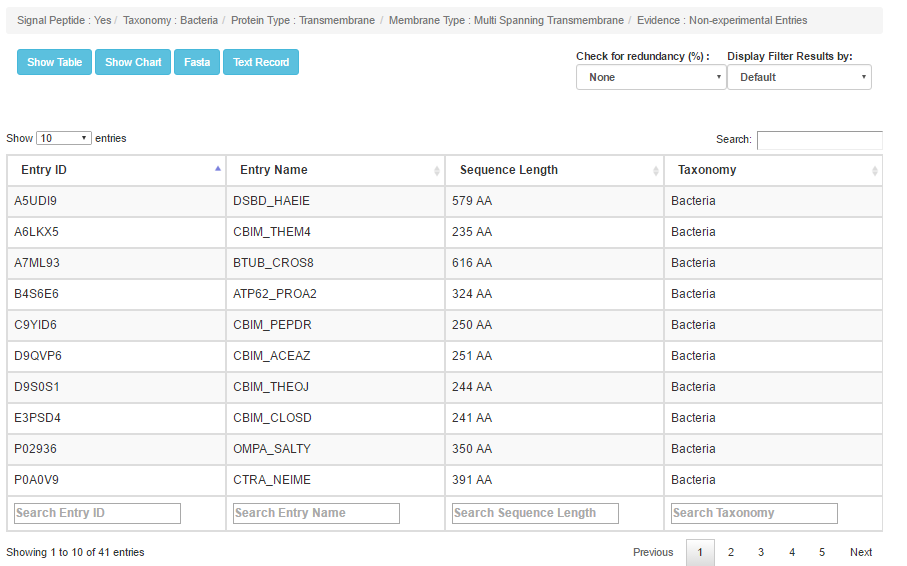 Signal Peptide : Yes / Taxonomy : Bacteria / Protein Type : Transmembrane / Membrane Type : Multi Spanning Transmembrane / Evidence : Non-experimental Entries
Show Table Show Chart Fasta Text Record
Check for redundancy (%) : Display Filter Results by:
None Default
Show 10 entries Search:
Entry ID Entry Name Sequence Length Taxonomy
A5UDI9 DSBD_HAEIE 579 AA Bacteria
A6LKX5 CBIM_THEM4 235 AA Bacteria
A7ML93 BTUB_CROS8 616 AA Bacteria
B4S6E6 ATP62_PROA2 324 AA Bacteria
C9YID6 CBIM_PEPDR 250 AA Bacteria
D9QVP6 CBIM_ACEAZ 251 AA Bacteria
D9S0S1 CBIM_THEOJ 244 AA Bacteria
E3PSD4 CBIM_CLOSD 241 AA Bacteria
P02936 OMPA_SALTY 350 AA Bacteria
P0A0V9 CTRA_NEIME 391 AA Bacteria
Search Entry ID Search Entry Name Search Sequence Length Search Taxonomy
Showing 1 to 10 of 41 entries Previous 1 2 3 4 5 Next